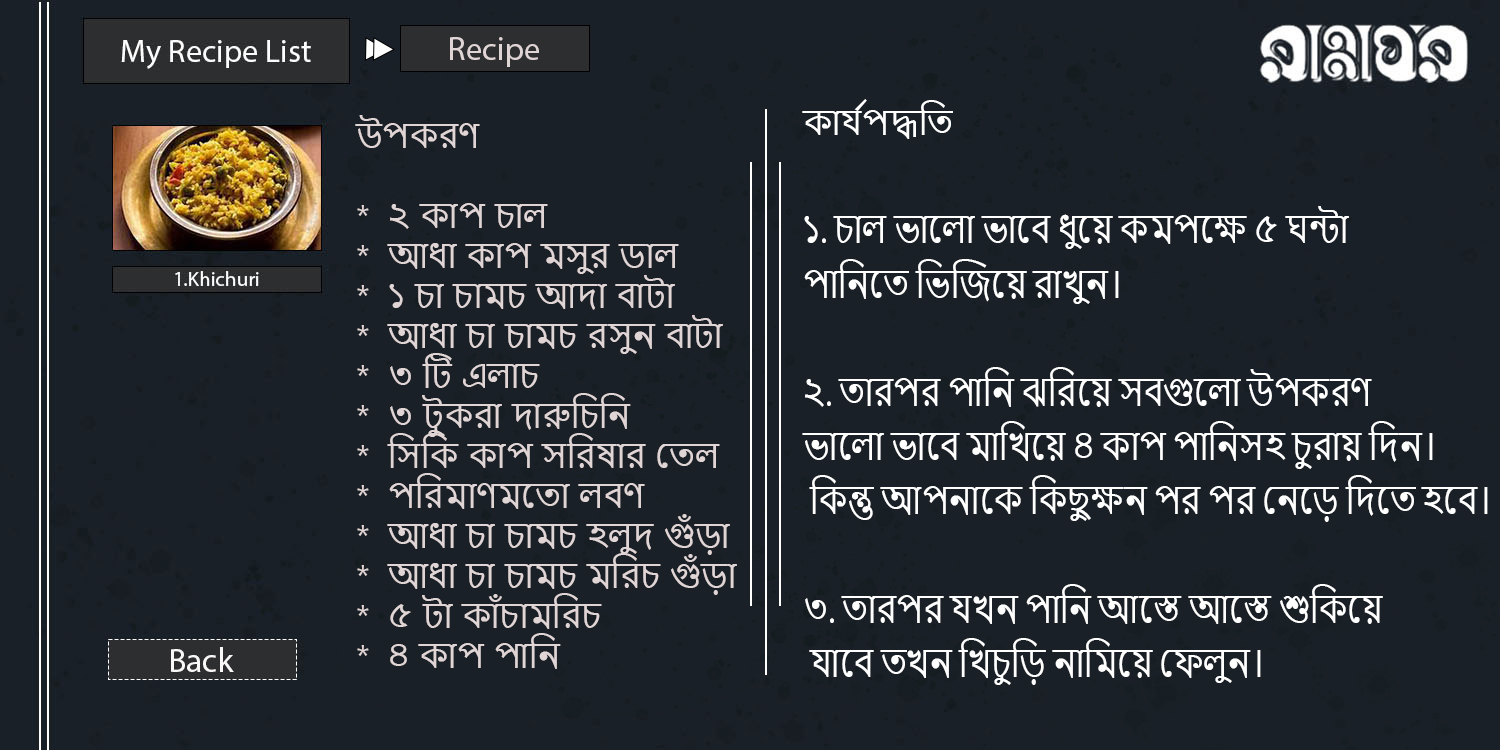 My Recipe List
Recipe
রান্নাঘর
1.Khichuri
উপকরণ
* ২ কাপ চাল
* আধা কাপ মসুর ডাল
* ১ চা চামচ আদা বাটা
* আধা চা চামচ রসুন বাটা
* ৩ টি এলাচ
* ৩ টুকরা দারুচিনি
* সিকি কাপ সরিষার তেল
* পরিমাণমতো লবণ
* আধা চা চামচ হলুদ গুঁড়া
* আধা চা চামচ মরিচ গুঁড়া
* ৫ টা কাঁচামরিচ
* ৪ কাপ পানি
কার্যপদ্ধতি
১. চাল ভালো ভাবে ধুয়ে কমপক্ষে ৫ ঘন্টা
পানিতে ভিজিয়ে রাখুন।
২. তারপর পানি ঝরিয়ে সবগুলো উপকরণ
ভালো ভাবে মাখিয়ে ৪ কাপ পানিসহ চুরায় দিন।
কিন্তু আপনাকে কিছুক্ষন পর পর নেড়ে দিতে হবে।
৩. তারপর যখন পানি আস্তে আস্তে শুকিয়ে
যাবে তখন খিচুড়ি নামিয়ে ফেলুন।
Back